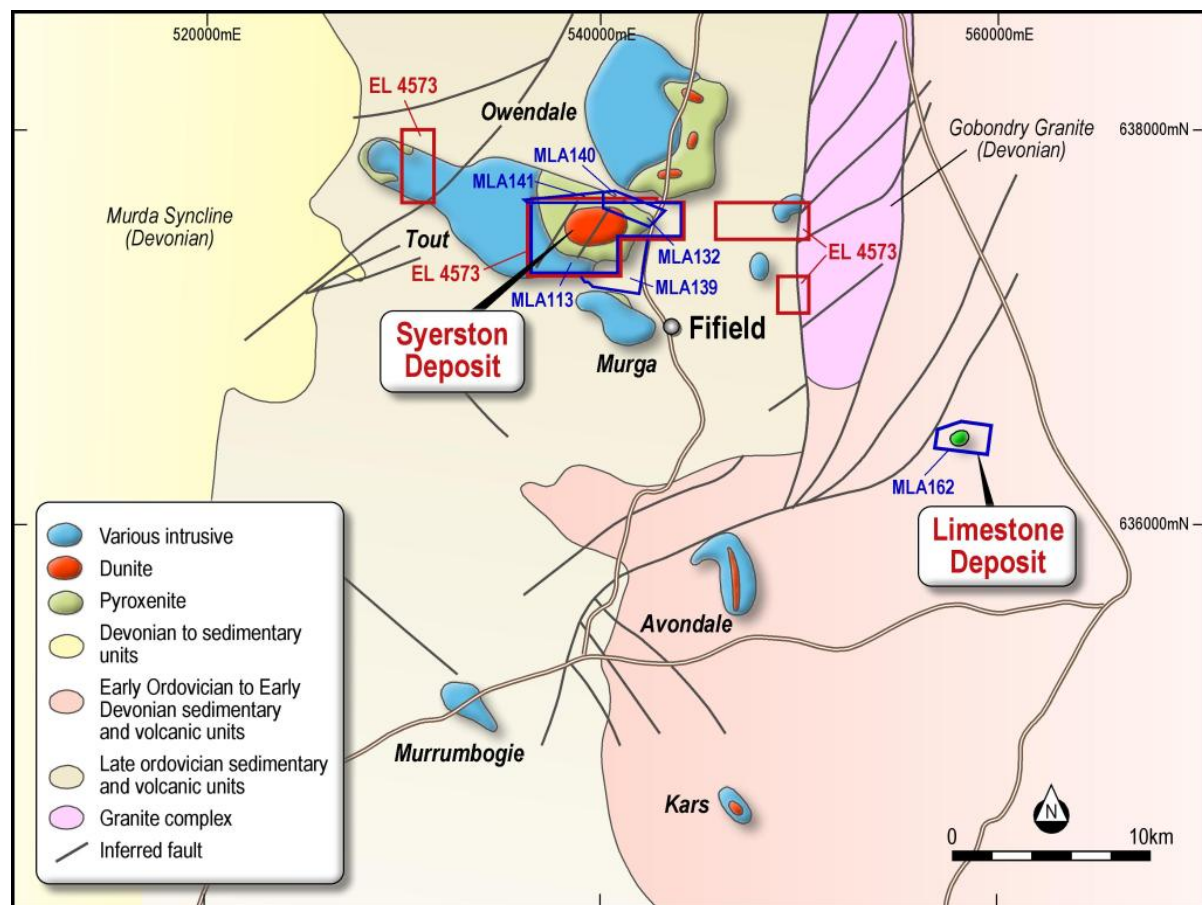 520000mE
540000mE
560000mE
EL 4573
Owendale
Gobondry Granite
(Devonian)
638000mN
MLA140
MLA141
Murda Syncline
(Devonian)
Tout
MLA132
EL 4573
EL 4573
MLA113
MLA139
Syerston
Deposit
Fifield
Murga
MLA162
Limestone
Deposit
636000mN
Various intrusive
Dunite
Pyroxenite
Devonian to sedimentary
units
Early Ordovician to Early
Devonian sedimentary
and volcanic units
Late ordovician sedimentary
and volcanic units
Granite complex
Inferred fault
Avondale
Murrumbogie
Kars
N
0
10km